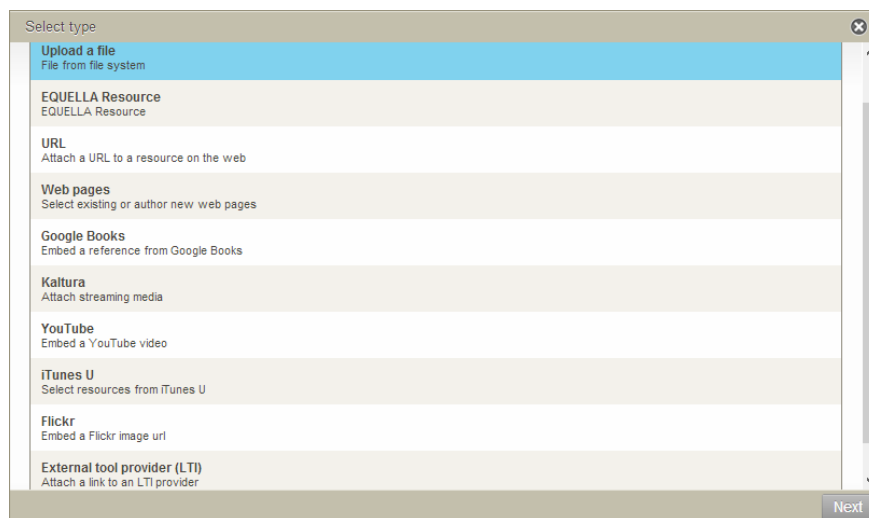 Select type
Upload a file
File from file system
EQUELLA Resource
EQUELLA Resource
URL
Attach a URL to a resource on the web
Web pages
Select existing or author new web pages
Google Books
Embed a reference from Google Books
Kaltura
Attach streaming media
YouTube
Embed a YouTube video
iTunes U
Select resources from iTunes U
Flickr
Embed a Flickr image url
External tool provider (LTI)
Attach a link to an LTI provider
Next